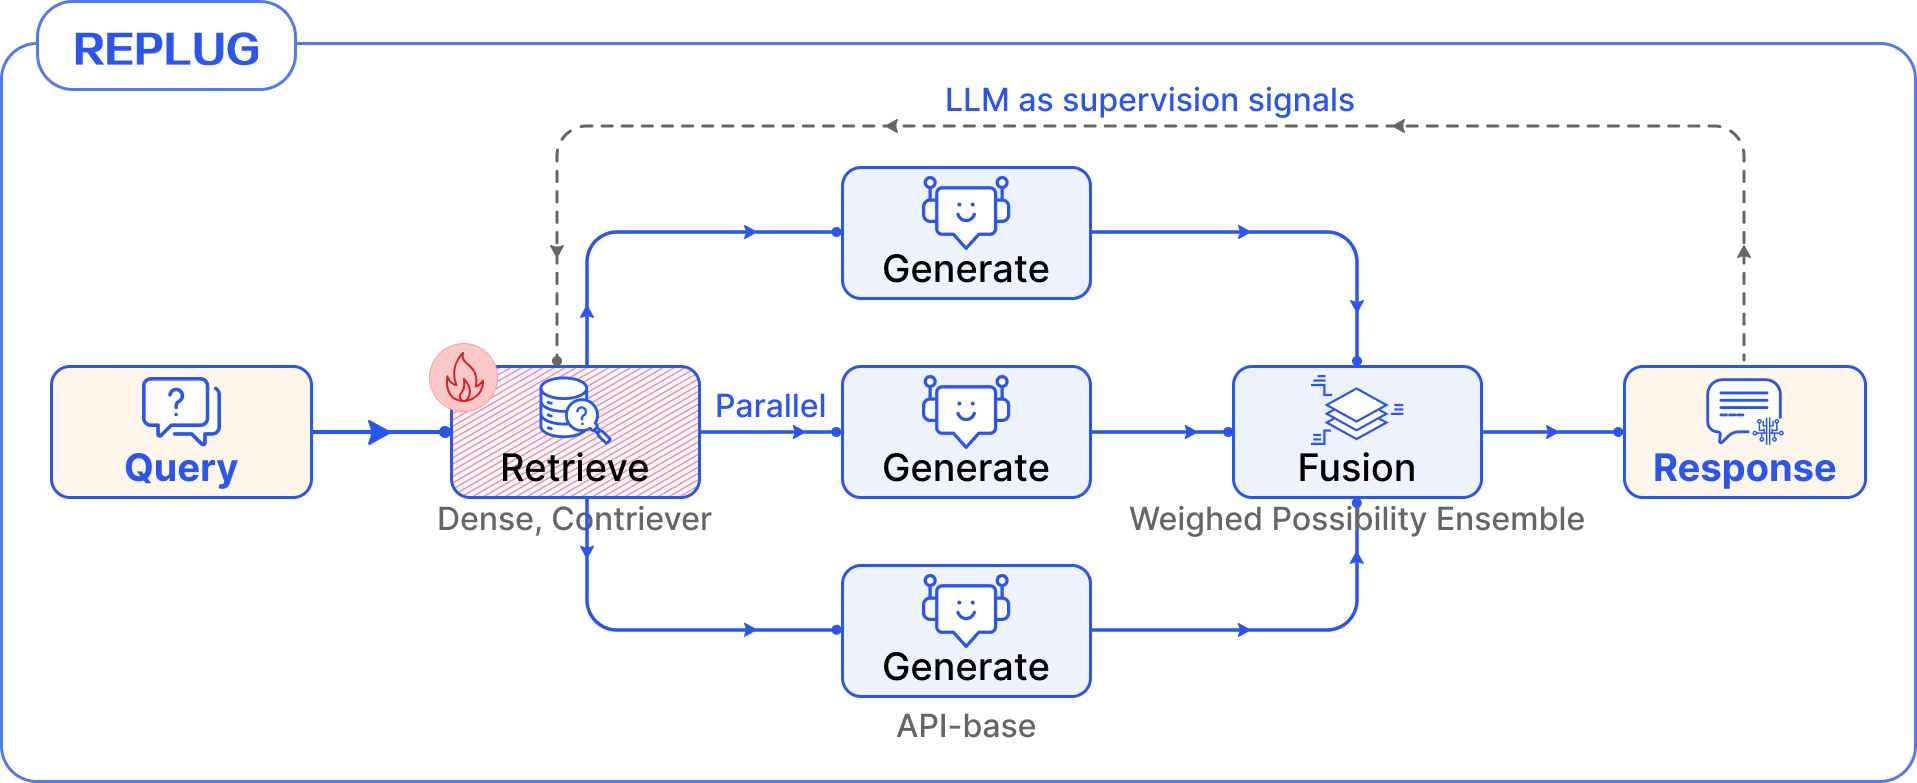 REPLUG
LLM as supervision signals
Generate
Query
Retrieve
Dense, Contriever
Parallel
Generate
Fusion
Weighed Possibility Ensemble
Response
Generate
API-base